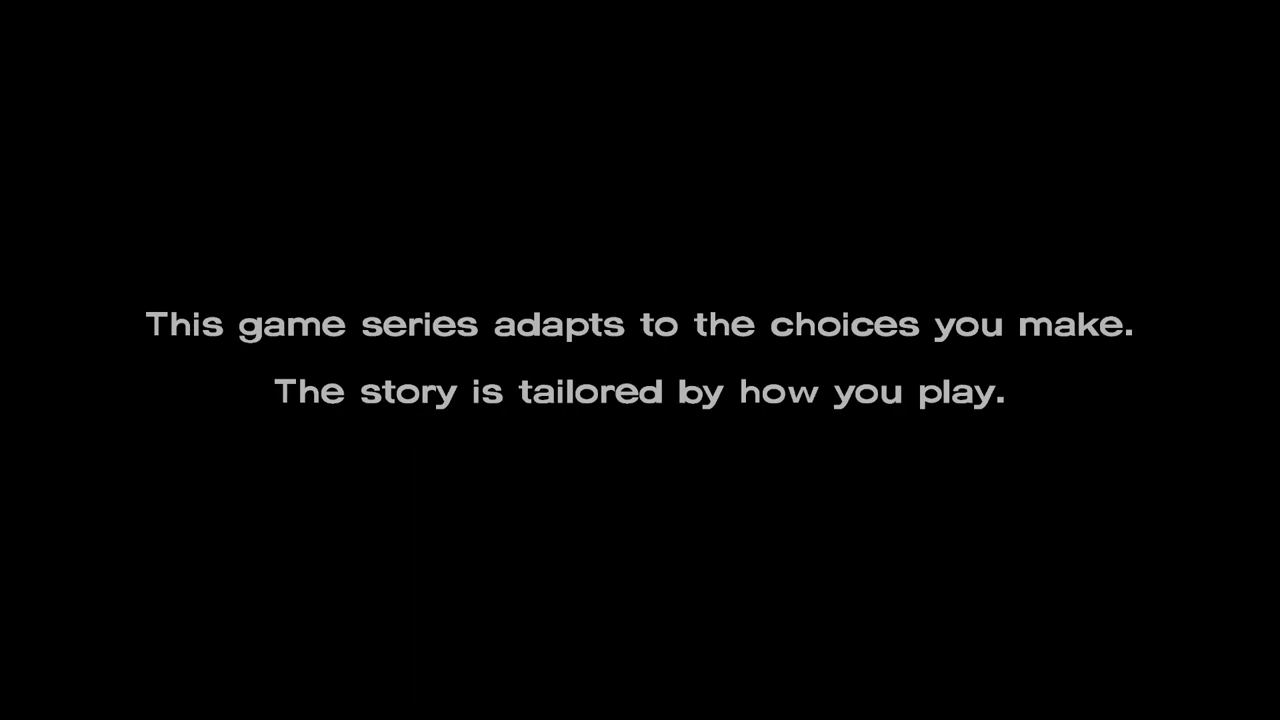 This game series adapts to the choices you make.
The story is tailored by how you play.